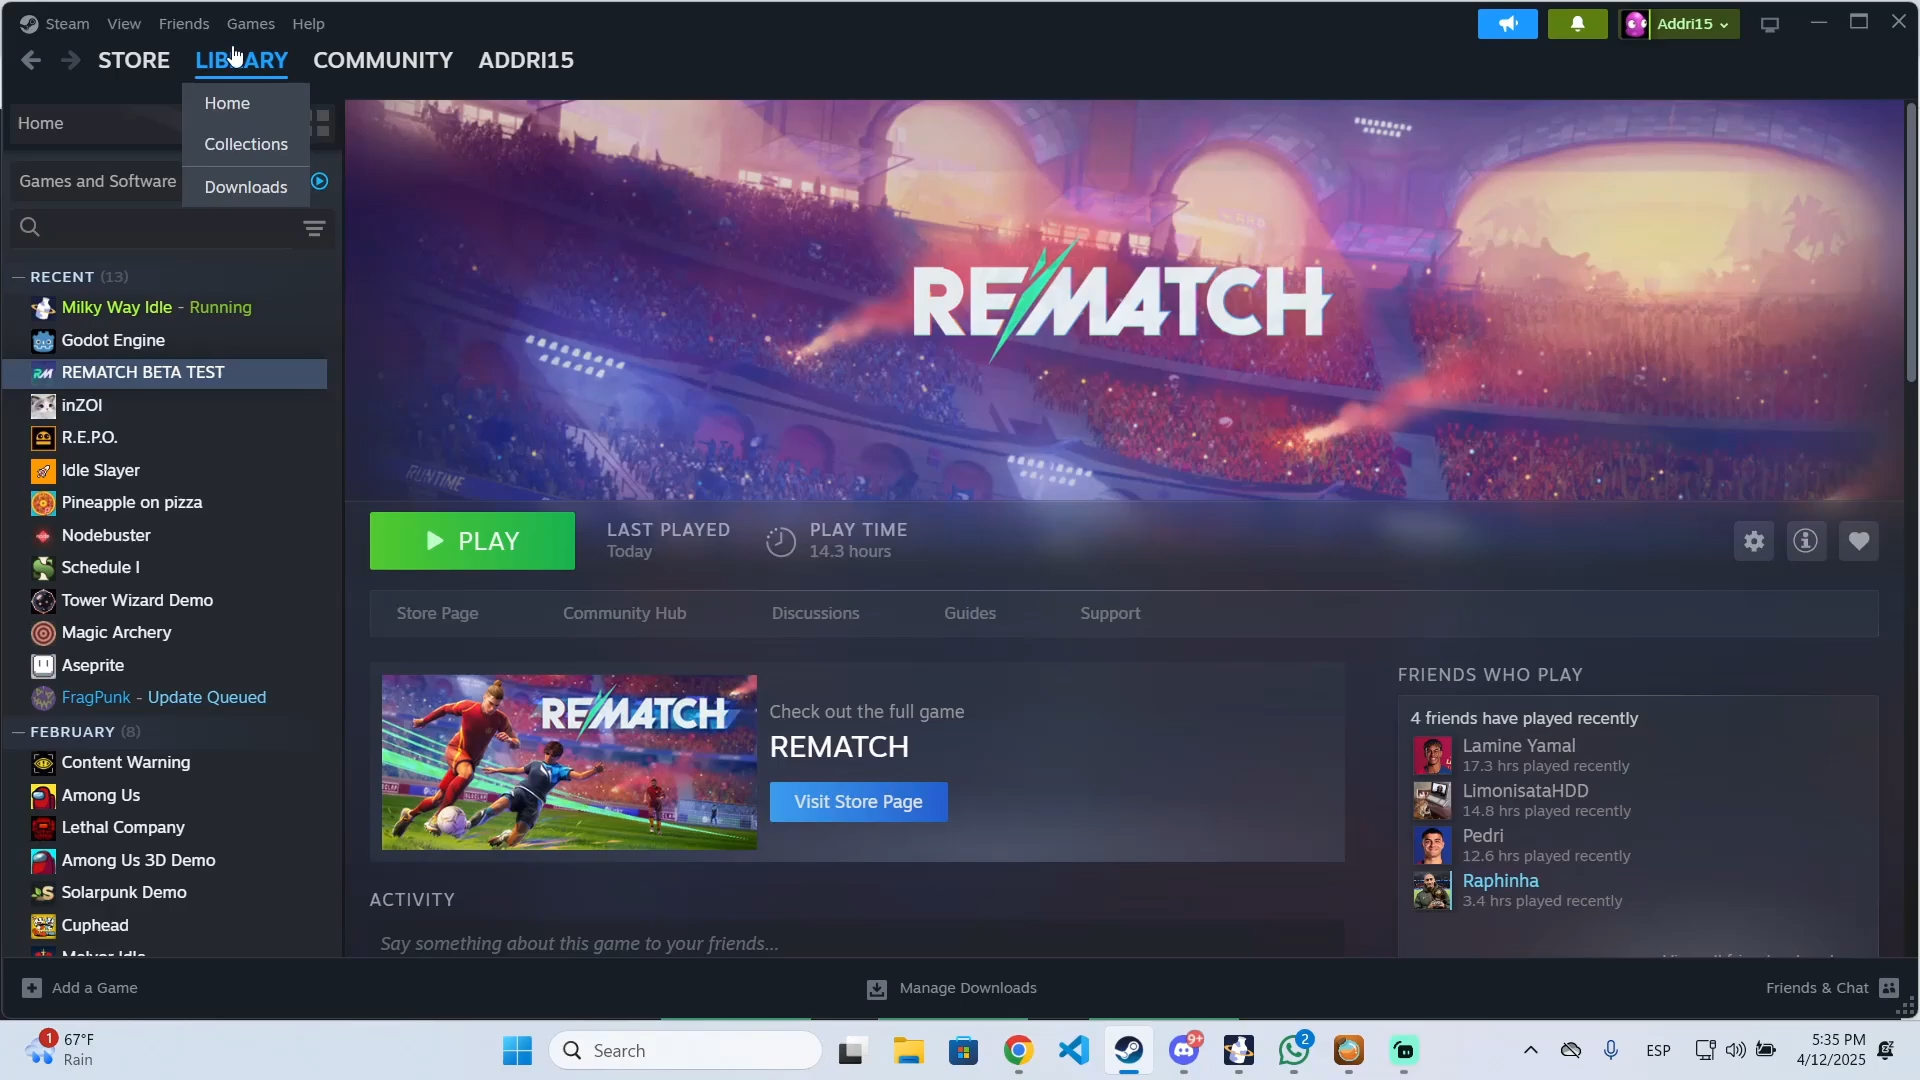 Steam View Friends Games Help
Addri15
STORE LIBRARY COMMUNITY ADDRI15
Home
Collections
Downloads
Home
Games and Software
RECENT (13)
Milky Way Idle - Running
Godot Engine
REMATCH BETA TEST
inZOI
R.E.P.O.
Idle Slayer
Pineapple on pizza
Nodebuster
Schedule I
Tower Wizard Demo
Magic Archery
Aseprite
FragPunk - Update Queued
FEBRUARY (8)
Content Warning
Among Us
Lethal Company
Among Us 3D Demo
Solarpunk Demo
Cuphead
REMATCH
RUNTIME
PLAY
LAST PLAYED
Today
PLAY TIME
14.3 hours
Store Page Community Hub Discussions Guides Support
REMATCH
Check out the full game
REMATCH
Visit Store Page
FRIENDS WHO PLAY
4 friends have played recently
Lamine Yamal
17.3 hrs played recently
LimonisataHDD
14.8 hrs played recently
Pedri
12.6 hrs played recently
Raphinha
3.4 hrs played recently
ACTIVITY
Say something about this game to your friends...
Add a Game
Manage Downloads
Friends & Chat
1
67°F
Rain
Search
9+
2
ESP
5:35 PM
4/12/2025